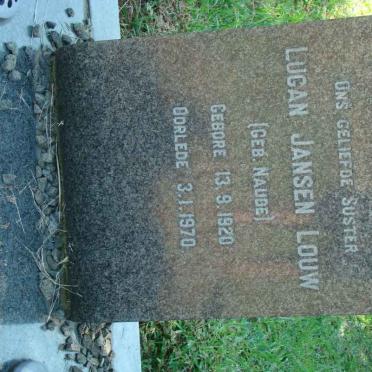 ONS GELIEFDE SUSTER
LUCAN JANSEN LOUW
(GEB: NAUDE)
GEBORE 13.9.1920
OORLEDE 3.1.1970